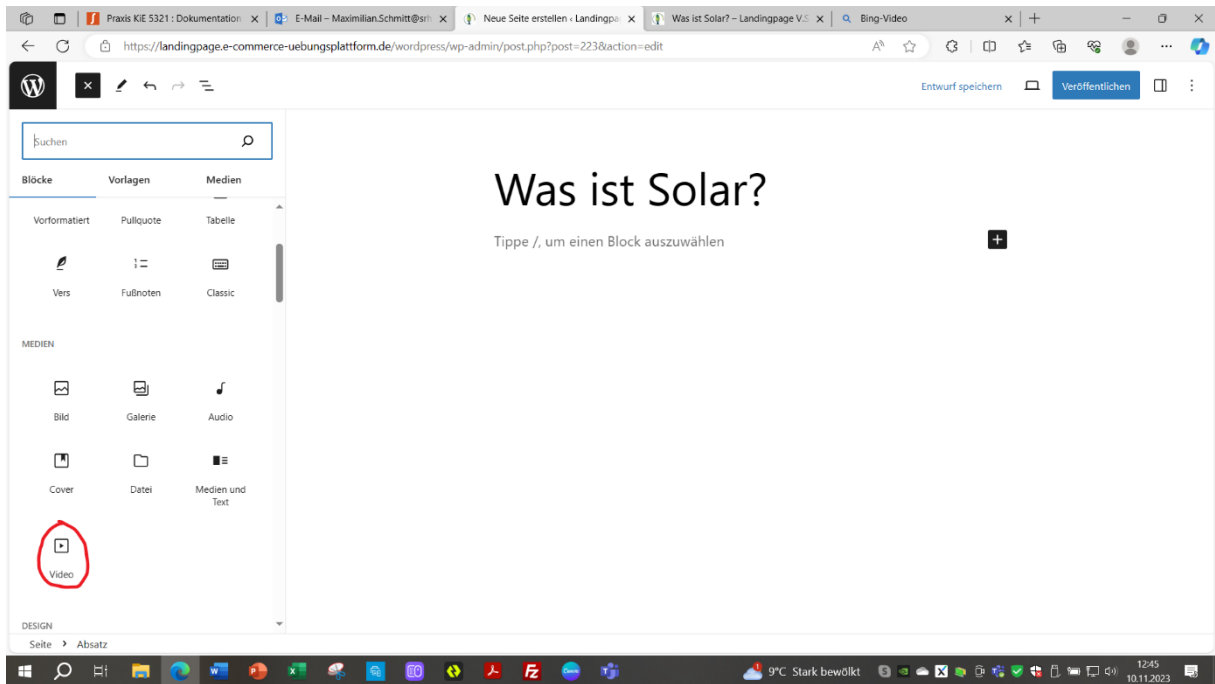 Praxis KiE 5321 : Dokumentation
E-Mail – Maximilian.Schmitt@srh
Neue Seite erstellen ‹ Landingpa
Was ist Solar? – Landingpage V.S
Bing-Video
https://landingpage.e-commerce-uebungsplattform.de/wordpress/wp-admin/post.php?post=223&action=edit
Entwurf speichern
Veröffentlichen
Suchen
Blöcke Vorlagen Medien
Vorformatiert Pullquote Tabelle
Vers Fußnoten Classic
MEDIEN
Bild Galerie Audio
Cover Datei Medien und
Text
Video
DESIGN
Was ist Solar?
Tippe /, um einen Block auszuwählen
Seite › Absatz
9°C Stark bewölkt
12:45
10.11.2023